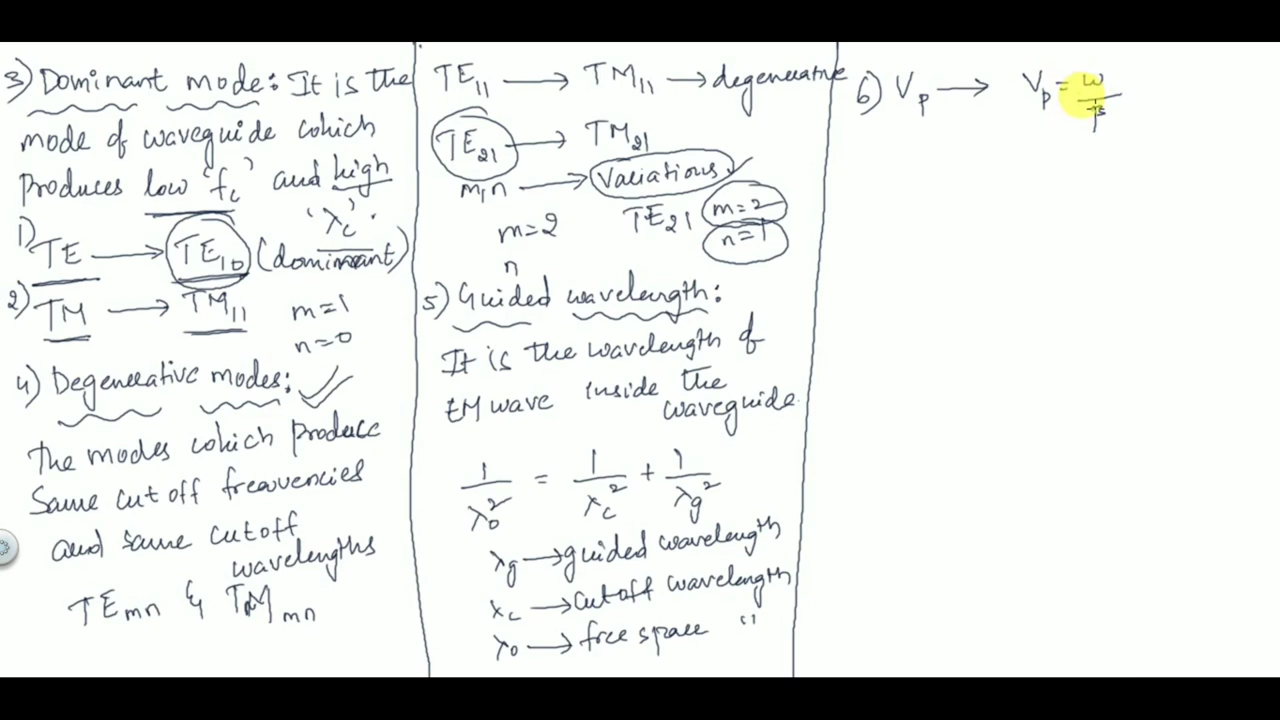 3) Dominant mode: It is the
mode of waveguide which
produces low 'fc' and high
'λc'.
1) TE → TE10 (dominant)
2) TM → TM11 m=1
n=0
4) Degenerative modes:
the modes which produce
Same cut off frequencies
and same cutoff
wavelengths
TEmn & TMmn
TE11 → TM11 → degenerative
TE21 → TM21
m,n → Variations
m=2 TE21 m=2
n n=1
5) Guided wavelength:
It is the wavelength of
EM wave inside the
waveguide.
1/λ0² = 1/λc² + 1/λg²
λg → guided wavelength
λc → cutoff wavelength
λ0 → free space "
6) Vp → Vp = ω/β